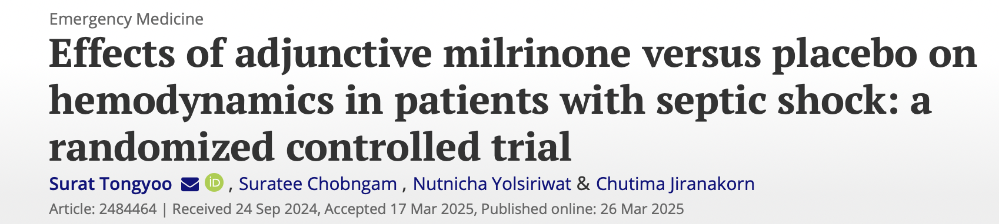 Emergency Medicine
Effects of adjunctive milrinone versus placebo on
hemodynamics in patients with septic shock: a
randomized controlled trial
Surat Tongyoo iD , Suratee Chobngam , Nutnicha Yolsiriwat & Chutima Jiranakorn
Article: 2484464 | Received 24 Sep 2024, Accepted 17 Mar 2025, Published online: 26 Mar 2025